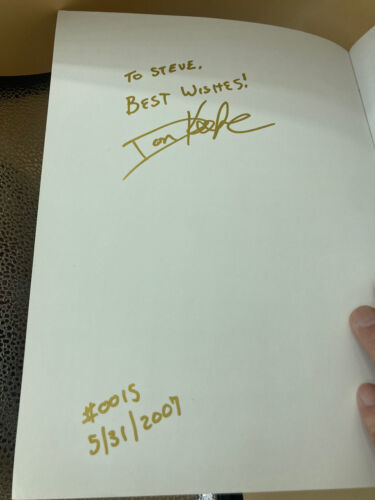 To Steve,
Best Wishes!
#0015
5/31/2007